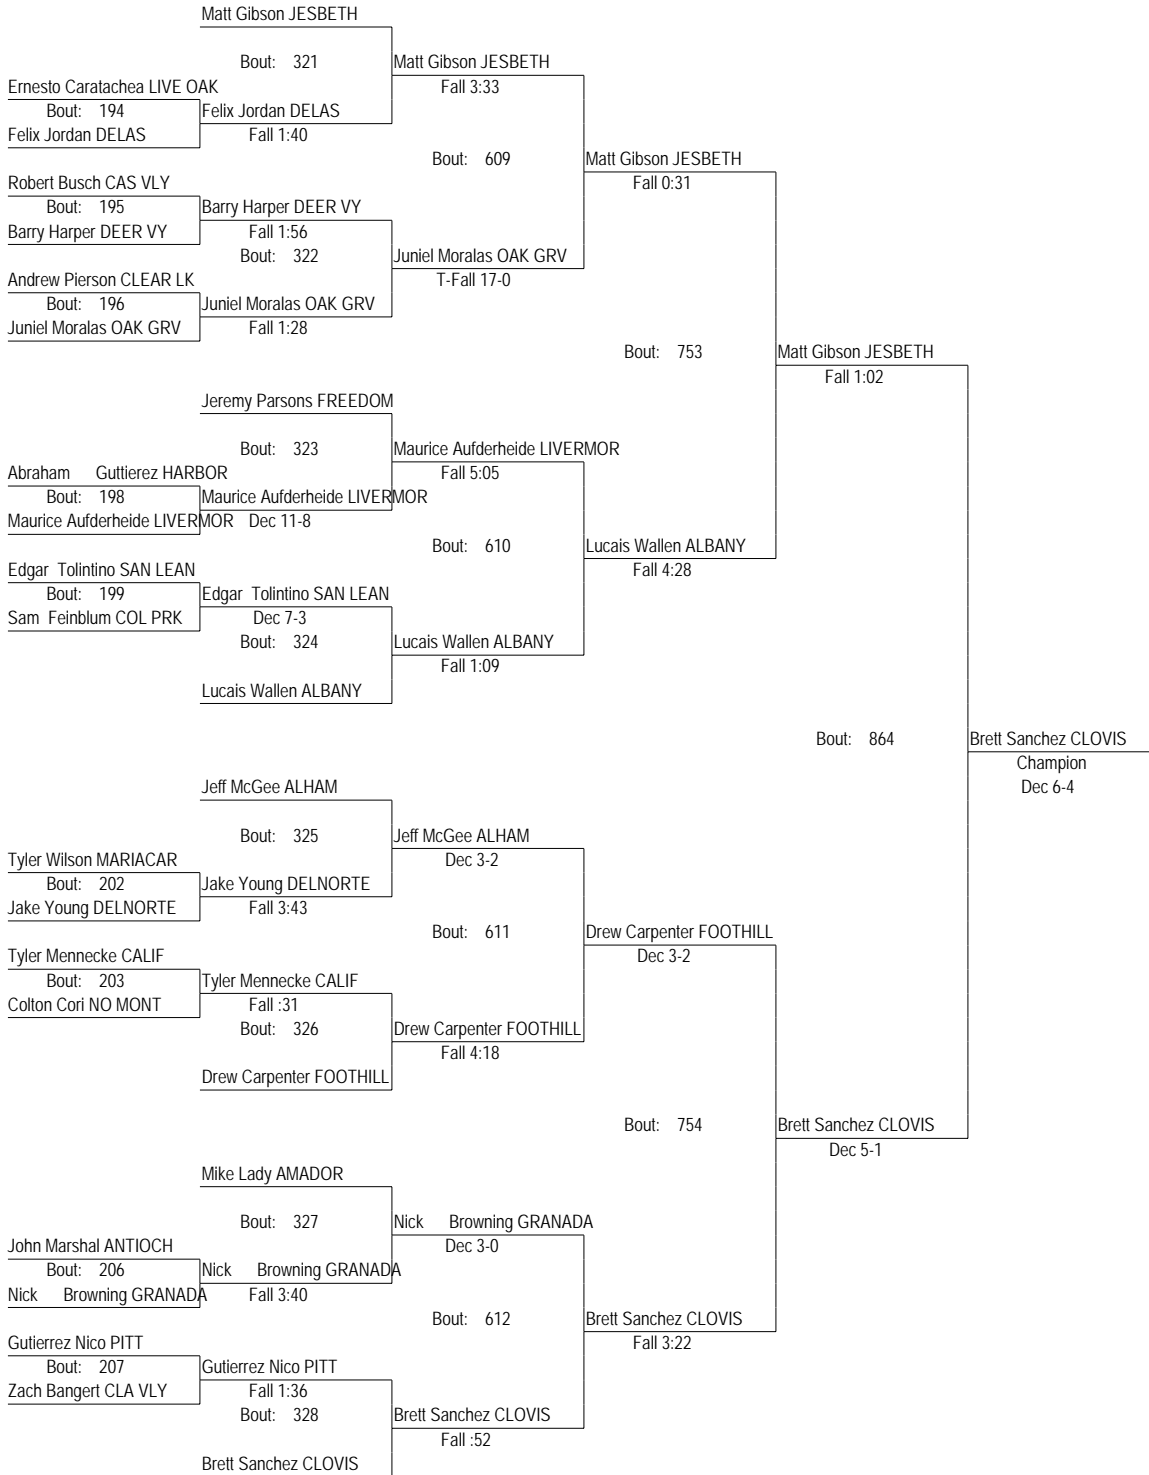 Matt Gibson JESBETH
Bout: 321
Matt Gibson JESBETH
Ernesto Caratachea LIVE OAK
Fall 3:33
Bout: 194
Felix Jordan DELAS
Felix Jordan DELAS
Fall 1:40
Bout: 609
Matt Gibson JESBETH
Robert Busch CAS VLY
Fall 0:31
Bout: 195
Barry Harper DEER VY
Barry Harper DEER VY
Fall 1:56
Bout: 322
Juniel Moralas OAK GRV
Andrew Pierson CLEAR LK
T-Fall 17-0
Bout: 196
Juniel Moralas OAK GRV
Juniel Moralas OAK GRV
Fall 1:28
Bout: 753
Matt Gibson JESBETH
Fall 1:02
Jeremy Parsons FREEDOM
Bout: 323
Maurice Aufderheide LIVERMOR
Abraham Guttierez HARBOR
Fall 5:05
Bout: 198
Maurice Aufderheide LIVERMOR
Maurice Aufderheide LIVERMOR
Dec 11-8
Bout: 610
Lucais Wallen ALBANY
Edgar Tolintino SAN LEAN
Fall 4:28
Bout: 199
Edgar Tolintino SAN LEAN
Sam Feinblum COL PRK
Dec 7-3
Bout: 324
Lucais Wallen ALBANY
Fall 1:09
Lucais Wallen ALBANY
Bout: 864
Brett Sanchez CLOVIS
Champion
Dec 6-4
Jeff McGee ALHAM
Bout: 325
Jeff McGee ALHAM
Tyler Wilson MARIACAR
Dec 3-2
Bout: 202
Jake Young DELNORTE
Jake Young DELNORTE
Fall 3:43
Bout: 611
Drew Carpenter FOOTHILL
Tyler Mennecke CALIF
Dec 3-2
Bout: 203
Tyler Mennecke CALIF
Colton Cori NO MONT
Fall :31
Bout: 326
Drew Carpenter FOOTHILL
Fall 4:18
Drew Carpenter FOOTHILL
Bout: 754
Brett Sanchez CLOVIS
Dec 5-1
Mike Lady AMADOR
Bout: 327
Nick Browning GRANADA
John Marshal ANTIOCH
Dec 3-0
Bout: 206
Nick Browning GRANADA
Nick Browning GRANADA
Fall 3:40
Bout: 612
Brett Sanchez CLOVIS
Gutierrez Nico PITT
Fall 3:22
Bout: 207
Gutierrez Nico PITT
Zach Bangert CLA VLY
Fall 1:36
Bout: 328
Brett Sanchez CLOVIS
Fall :52
Brett Sanchez CLOVIS